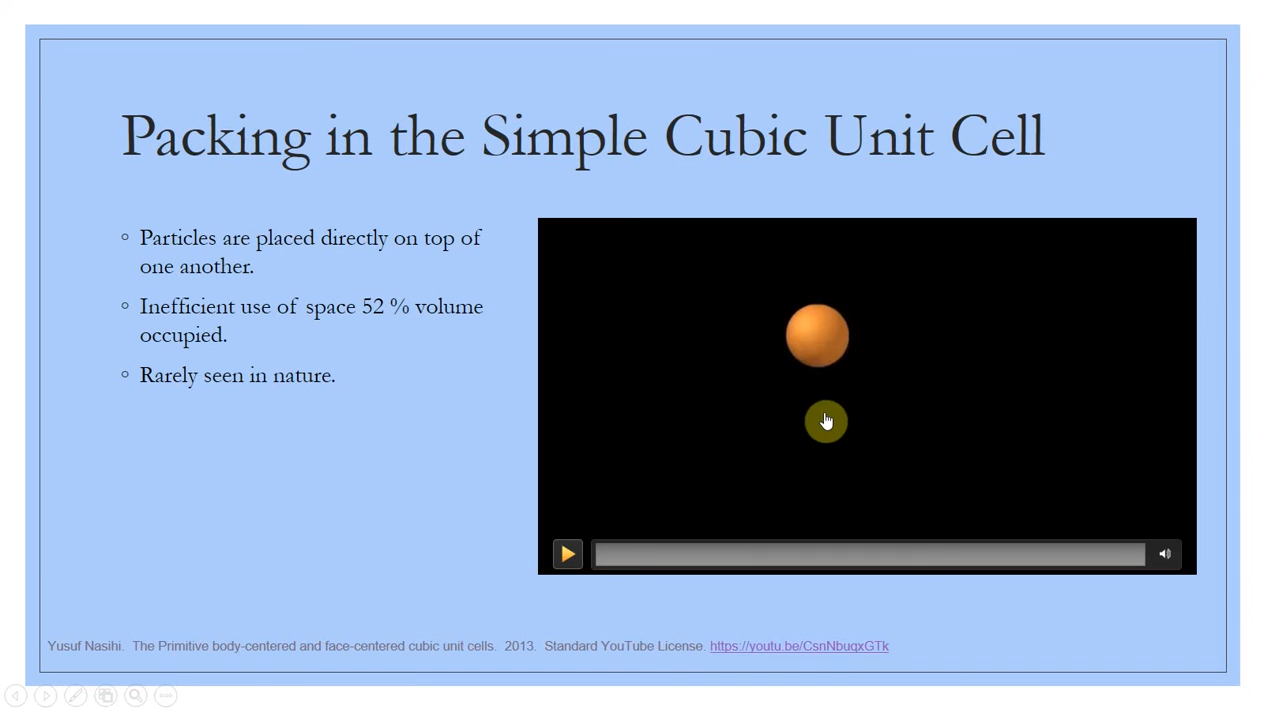 Packing in the Simple Cubic Unit Cell
Particles are placed directly on top of
one another.
Inefficient use of space 52 % volume
occupied.
Rarely seen in nature.
Yusuf Nasihi.  The Primitive body-centered and face-centered cubic unit cells.  2013.  Standard YouTube License. https://youtu.be/CsnNbuqxGTk